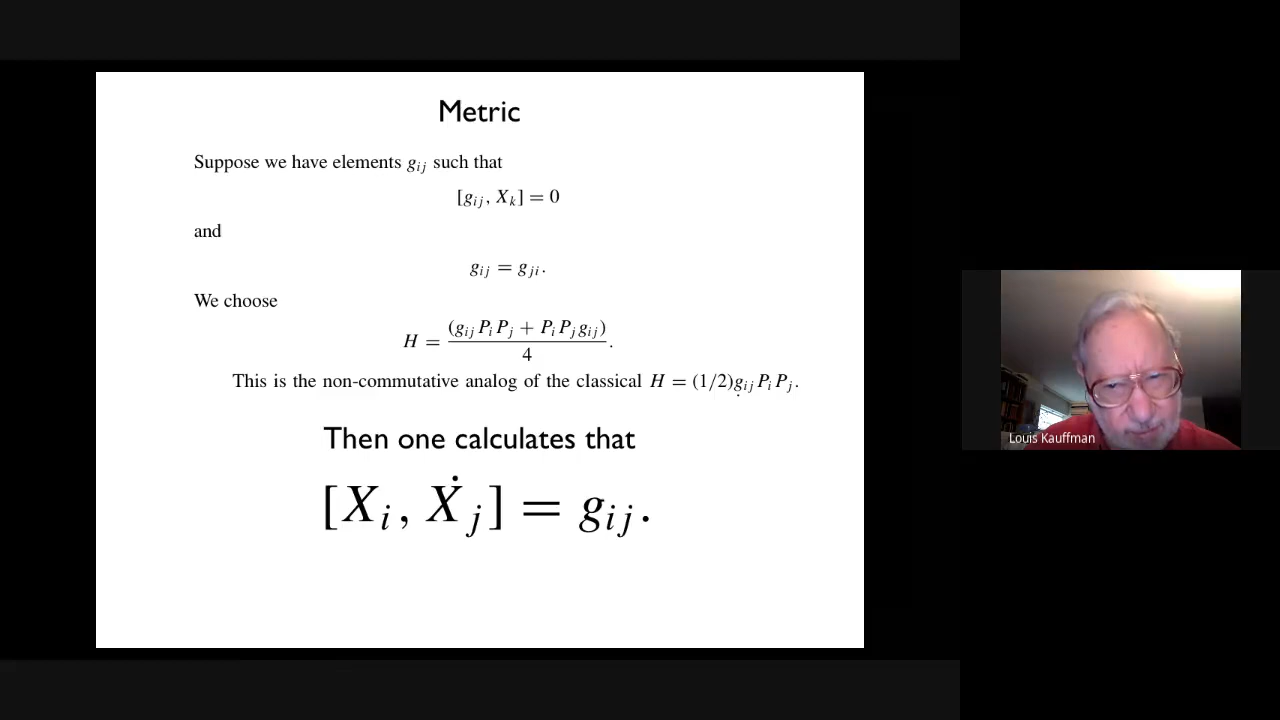 Metric
Suppose we have elements g_{ij} such that
[g_{ij}, X_k] = 0
and
g_{ij} = g_{ji}.
We choose
H = \frac{(g_{ij} P_i P_j + P_i P_j g_{ij})}{4}.
This is the non-commutative analog of the classical H = (1/2)g_{ij} P_i P_j.
Then one calculates that
[X_i, \dot{X}_j] = g_{ij}.
Louis Kauffman